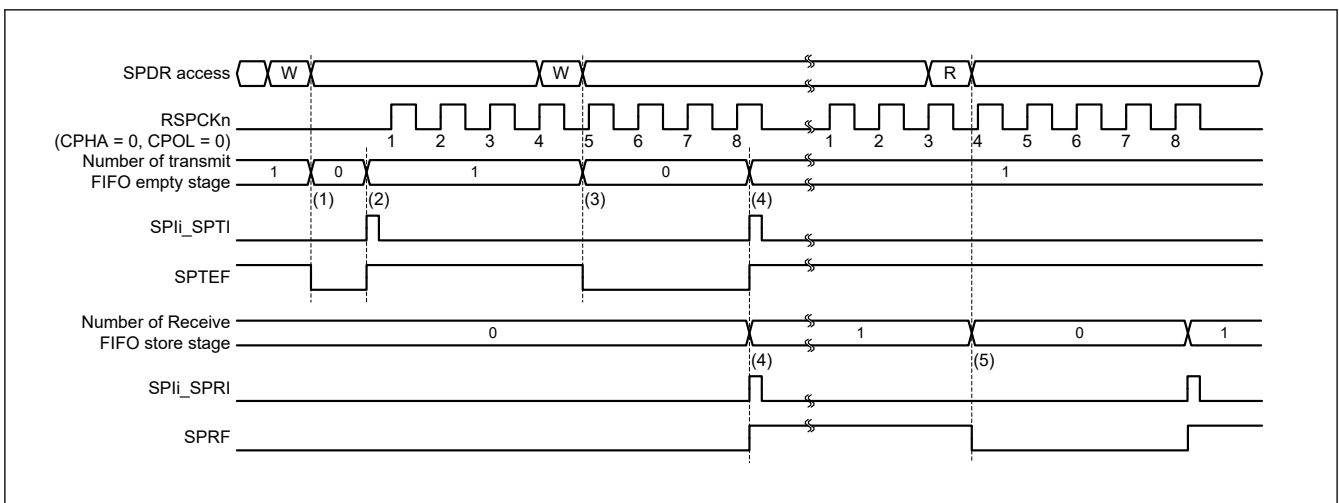 SPDR access W W R
RSPCKn
(CPHA = 0, CPOL = 0) 1 2 3 4 5 6 7 8 1 2 3 4 5 6 7 8
Number of transmit
FIFO empty stage 1 0 1 0 1
(1) (2) (3) (4)
SPIi_SPTI
SPTEF
Number of Receive
FIFO store stage 0 1 0 1
(4) (5)
SPIi_SPRI
SPRF